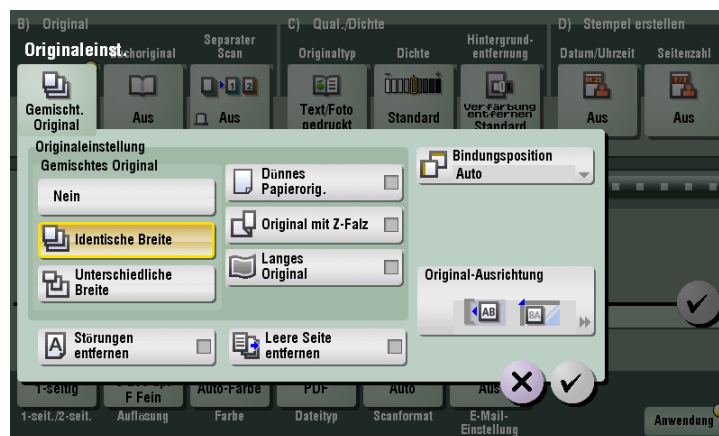 B) Original
C) Qual./Dichte
D) Stempel erstellen
Originaleinst.
choriginal
Separater
Scan
Originaltyp
Dichte
Hintergrund-
entfernung
Datum/Uhrzeit
Seitenzahl
Gemischt.
Original
Aus
Aus
Text/Foto
gedruckt
Standard
Verfärbung
entfernen
Standard
Aus
Aus
Originaleinstellung
Gemischtes Original
Nein
Identische Breite
Unterschiedliche
Breite
Dünnes
Papierorig.
Original mit Z-Falz
Langes
Original
Bindungsposition
Auto
Original-Ausrichtung
Störungen
entfernen
Leere Seite
entfernen
1-seitig
F Fein
Auto-Farbe
PDF
Auto
Aus
1-seit./2-seit.
Auflösung
Farbe
Dateityp
Scanformat
E-Mail-
Einstellung
Anwendung